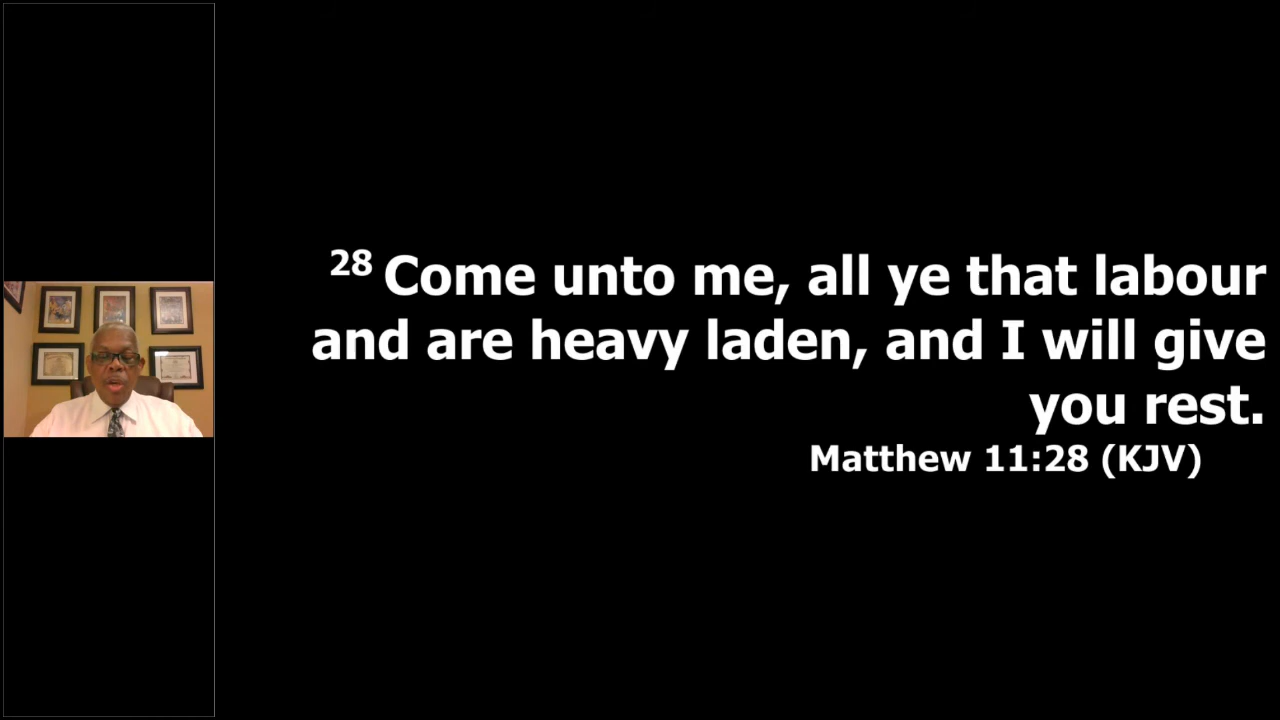 28 Come unto me, all ye that labour
and are heavy laden, and I will give
you rest.
Matthew 11:28 (KJV)